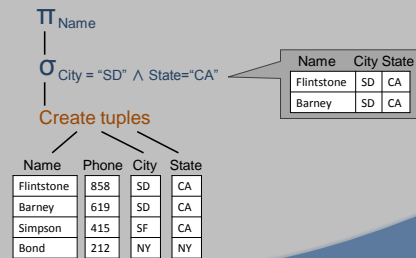 π Name
σ City = “SD” ∧ State=“CA”
Name City State
Flintstone SD CA
Barney SD CA
Create tuples
Name Phone City State
Flintstone 858 SD CA
Barney 619 SD CA
Simpson 415 SF CA
Bond 212 NY NY